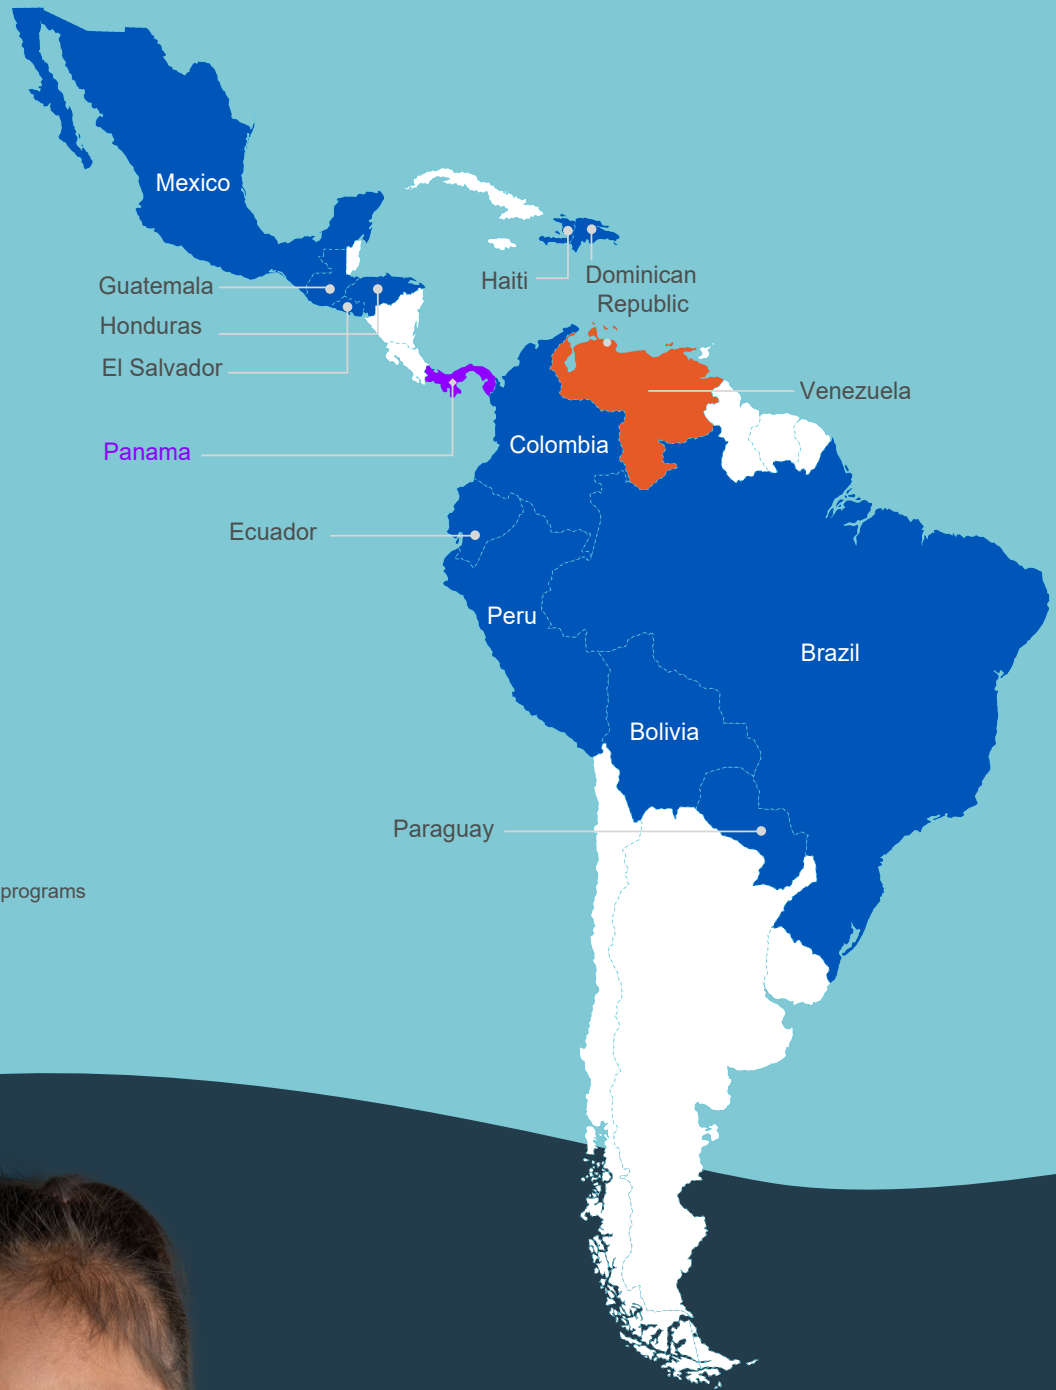 Mexico
Guatemala
Honduras
El Salvador
Haiti
Dominican
Republic
Panama
Venezuela
Colombia
Ecuador
Peru
Brazil
Bolivia
Paraguay
programs